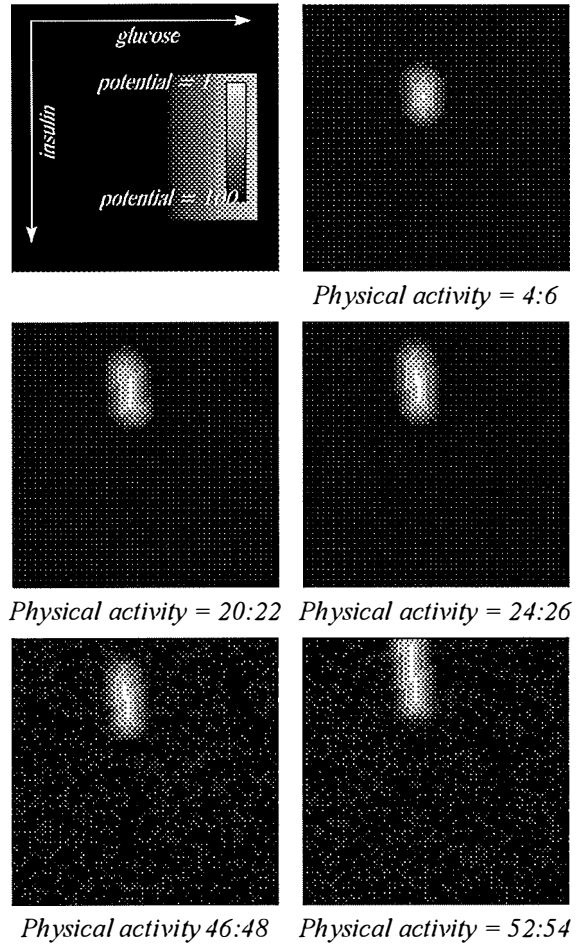 glucose
potential = 1
insulin
potential = 100
Physical activity = 4:6
Physical activity = 20:22
Physical activity = 24:26
Physical activity 46:48
Physical activity = 52:54